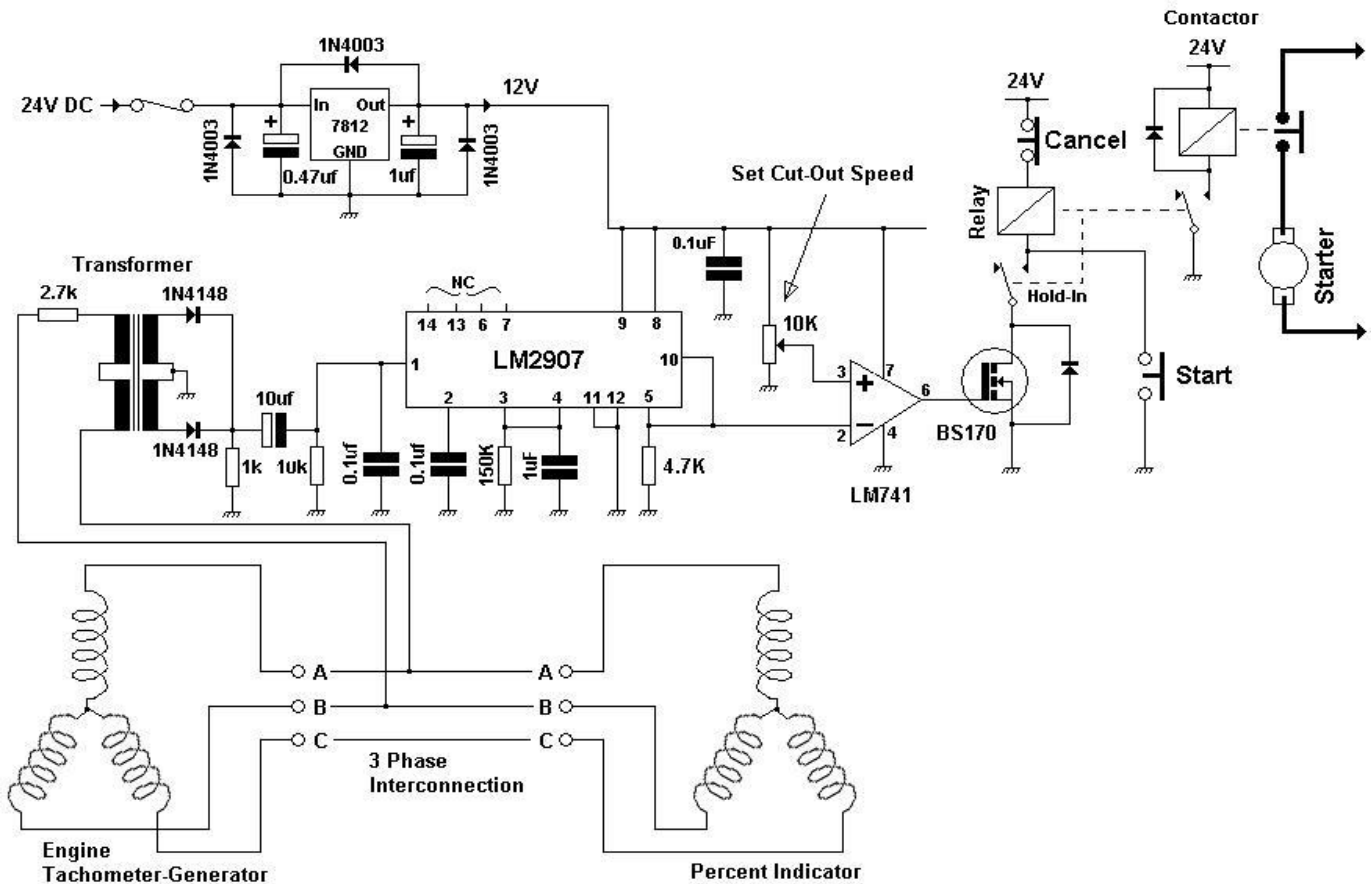 Contactor
24V
24V
1N4003
24V DC
In
Out
7812
GND
12V
1N4003
+
0.47uf
+
1uf
1N4003
Cancel
Set Cut-Out Speed
Relay
0.1uF
Hold-In
Starter
Transformer
2.7k
1N4148
NC
14 13 6 7
9 8
LM2907
1
10
2 3 4 11 12 5
10K
3
+
7
6
−
2
4
LM741
BS170
Start
10uf
1N4148
1k
10k
0.1uf
0.1uf
150K
1uF
4.7K
A
A
B
B
C
C
3 Phase
Interconnection
Engine
Tachometer-Generator
Percent Indicator